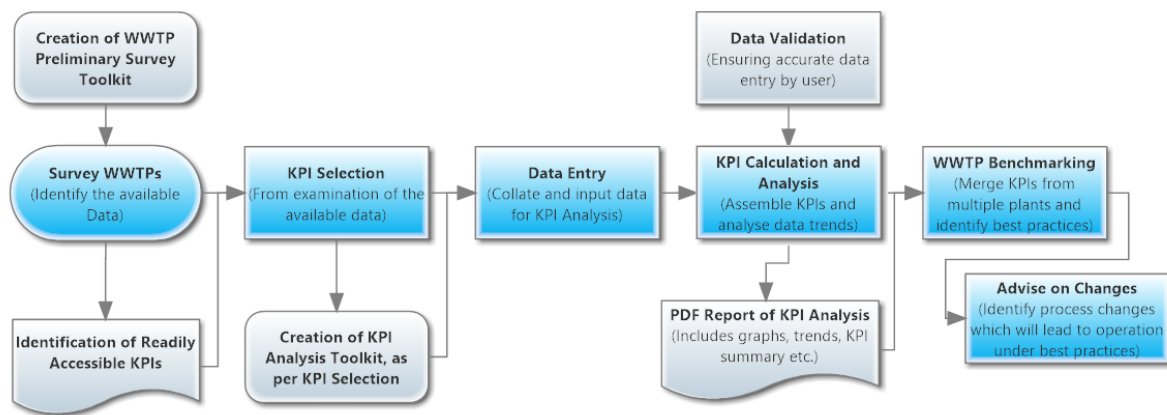 Creation of WWTP
Preliminary Survey
Toolkit
Survey WWTPs
(Identify the available
Data)
Identification of Readily
Accessible KPIs
KPI Selection
(From examination of the
available data)
Creation of KPI
Analysis Toolkit, as
per KPI Selection
Data Entry
(Collate and input data
for KPI Analysis)
Data Validation
(Ensuring accurate data
entry by user)
KPI Calculation and
Analysis
(Assemble KPIs and
analyse data trends)
PDF Report of KPI Analysis
(Includes graphs, trends, KPI
summary etc.)
WWTP Benchmarking
(Merge KPIs from
multiple plants and
identify best practices)
Advise on Changes
(Identify process changes
which will lead to operation
under best practices)